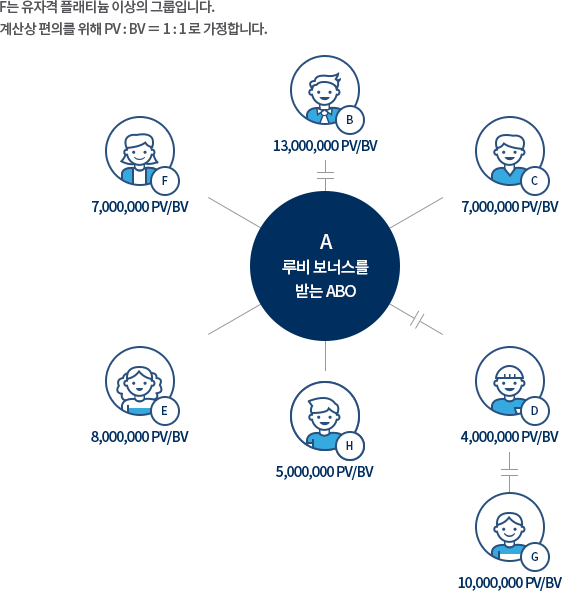 F는 유자격 플래티늄 이상의 그룹입니다.
계산상 편의를 위해 PV : BV = 1 : 1 로 가정합니다.
B
13,000,000 PV/BV
F
7,000,000 PV/BV
C
7,000,000 PV/BV
A
루비 보너스를
받는 ABO
E
8,000,000 PV/BV
H
5,000,000 PV/BV
D
4,000,000 PV/BV
G
10,000,000 PV/BV